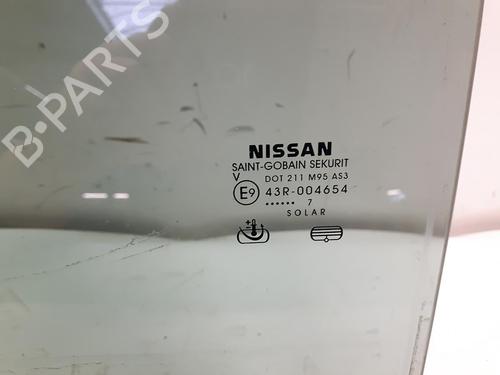 B-PARTS
NISSAN
SAINT-GOBAIN SEKURIT
V DOT 211 M95 AS3
E9 43R-004654
...... 7
SOLAR